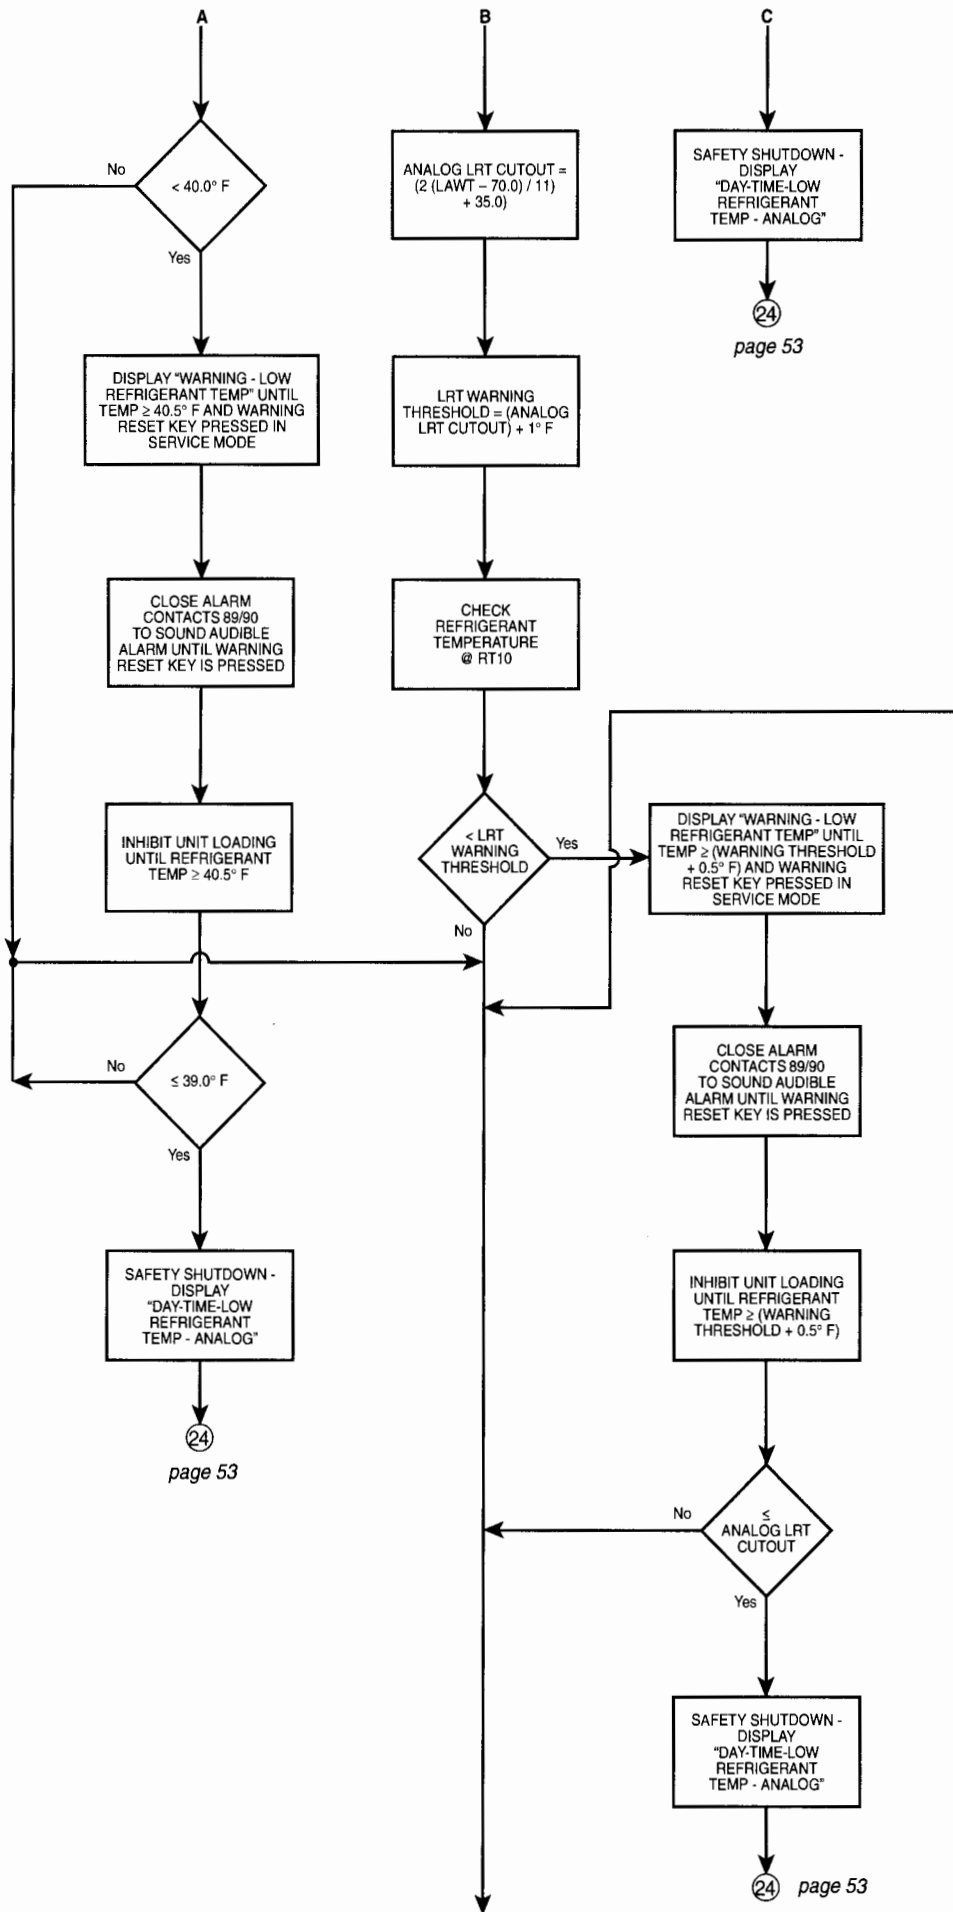 A
B
C
No
< 40.0° F
Yes
DISPLAY "WARNING - LOW
REFRIGERANT TEMP" UNTIL
TEMP ≥ 40.5° F AND WARNING
RESET KEY PRESSED IN
SERVICE MODE
CLOSE ALARM
CONTACTS 89/90
TO SOUND AUDIBLE
ALARM UNTIL WARNING
RESET KEY IS PRESSED
INHIBIT UNIT LOADING
UNTIL REFRIGERANT
TEMP ≥ 40.5° F
No
≤ 39.0° F
Yes
SAFETY SHUTDOWN -
DISPLAY
"DAY-TIME-LOW
REFRIGERANT
TEMP - ANALOG"
24
page 53
ANALOG LRT CUTOUT =
(2 (LAWT – 70.0) / 11)
+ 35.0)
LRT WARNING
THRESHOLD = (ANALOG
LRT CUTOUT) + 1° F
CHECK
REFRIGERANT
TEMPERATURE
@ RT10
< LRT
WARNING
THRESHOLD
Yes
No
SAFETY SHUTDOWN -
DISPLAY
"DAY-TIME-LOW
REFRIGERANT
TEMP - ANALOG"
24
page 53
DISPLAY "WARNING - LOW
REFRIGERANT TEMP" UNTIL
TEMP ≥ (WARNING THRESHOLD
+ 0.5° F) AND WARNING
RESET KEY PRESSED IN
SERVICE MODE
CLOSE ALARM
CONTACTS 89/90
TO SOUND AUDIBLE
ALARM UNTIL WARNING
RESET KEY IS PRESSED
INHIBIT UNIT LOADING
UNTIL REFRIGERANT
TEMP ≥ (WARNING
THRESHOLD + 0.5° F)
No
≤
ANALOG LRT
CUTOUT
Yes
SAFETY SHUTDOWN -
DISPLAY
"DAY-TIME-LOW
REFRIGERANT
TEMP - ANALOG"
24 page 53